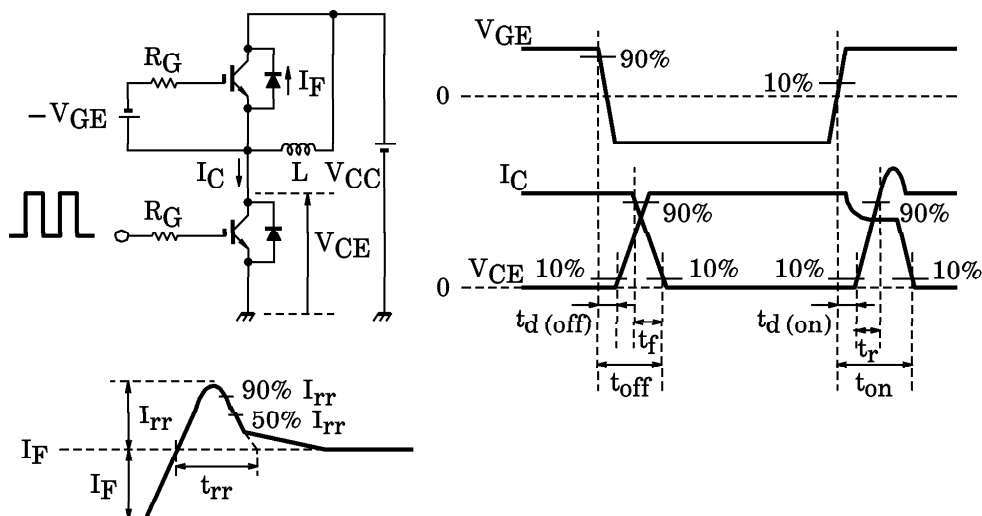 R_G
I_F
−V_GE
I_C
L
V_CC
R_G
V_CE
V_GE
90%
10%
0
I_C
90%
90%
V_CE
10%
10%
10%
10%
0
t_d (off)
t_f
t_off
t_d (on)
t_r
t_on
I_rr
90% I_rr
50% I_rr
I_F
I_F
t_rr